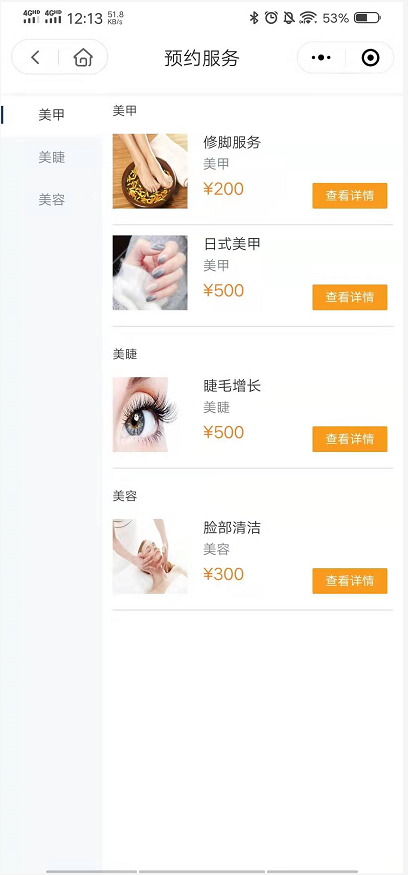 4GHD 4GHD 12:13 51.8 KB/s 53%
预约服务
美甲
美睫
美容
美甲
修脚服务
美甲
¥200
查看详情
日式美甲
美甲
¥500
查看详情
美睫
睫毛增长
美睫
¥500
查看详情
美容
脸部清洁
美容
¥300
查看详情